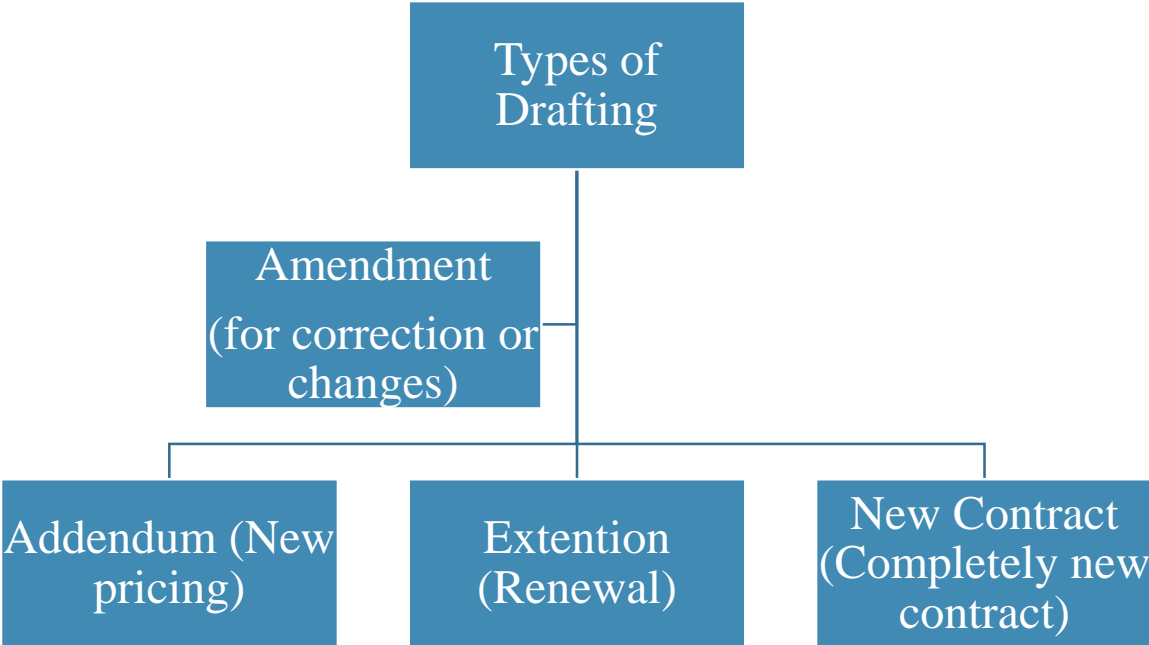 Types of
Drafting
Amendment
(for correction or
changes)
Addendum (New
pricing)
Extention
(Renewal)
New Contract
(Completely new
contract)